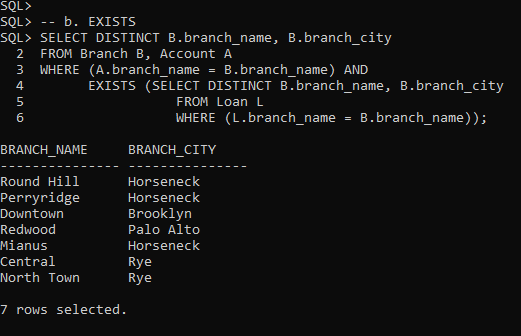 SQL>
SQL> -- b. EXISTS
SQL> SELECT DISTINCT B.branch_name, B.branch_city
  2  FROM Branch B, Account A
  3  WHERE (A.branch_name = B.branch_name) AND
  4        EXISTS (SELECT DISTINCT B.branch_name, B.branch_city
  5                FROM Loan L
  6                WHERE (L.branch_name = B.branch_name));

BRANCH_NAME     BRANCH_CITY
--------------- ---------------
Round Hill      Horseneck
Perryridge      Horseneck
Downtown        Brooklyn
Redwood         Palo Alto
Mianus          Horseneck
Central         Rye
North Town      Rye

7 rows selected.